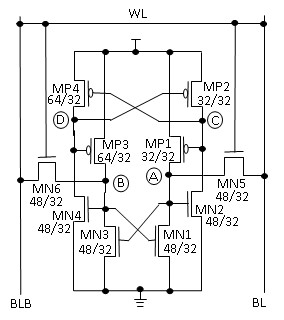 WL
MP4
64/32
MP2
32/32
D
C
MP3
64/32
MP1
32/32
B
A
MN6
48/32
MN5
48/32
MN4
48/32
MN2
48/32
MN3
48/32
MN1
48/32
BLB
BL